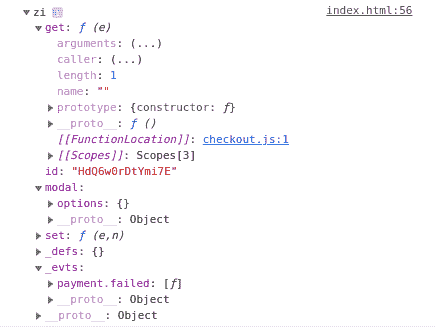 zi index.html:56
get: ƒ (e)
arguments: (...)
caller: (...)
length: 1
name: ""
prototype: {constructor: ƒ}
__proto__: ƒ ()
[[FunctionLocation]]: checkout.js:1
[[Scopes]]: Scopes[3]
id: "HdQ6w0rDtYmi7E"
modal:
options: {}
__proto__: Object
set: ƒ (e,n)
_defs: {}
_evts:
payment.failed: [ƒ]
__proto__: Object
__proto__: Object